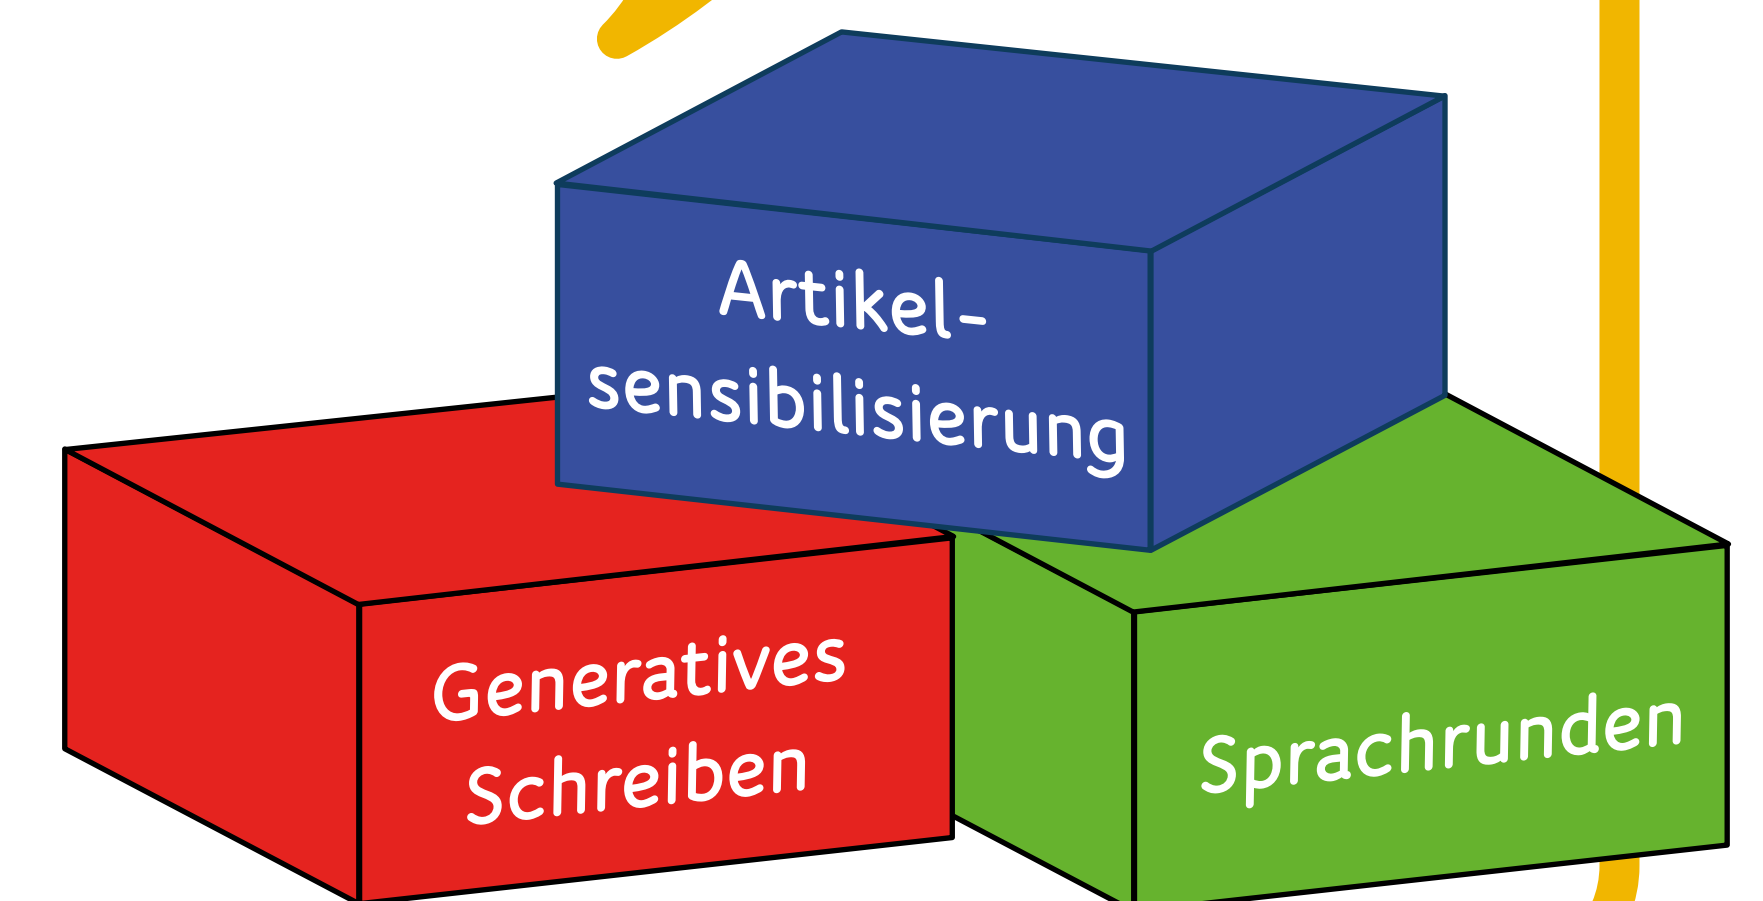 Artikel-
sensibilisierung
Generatives
Schreiben
Sprachrunden